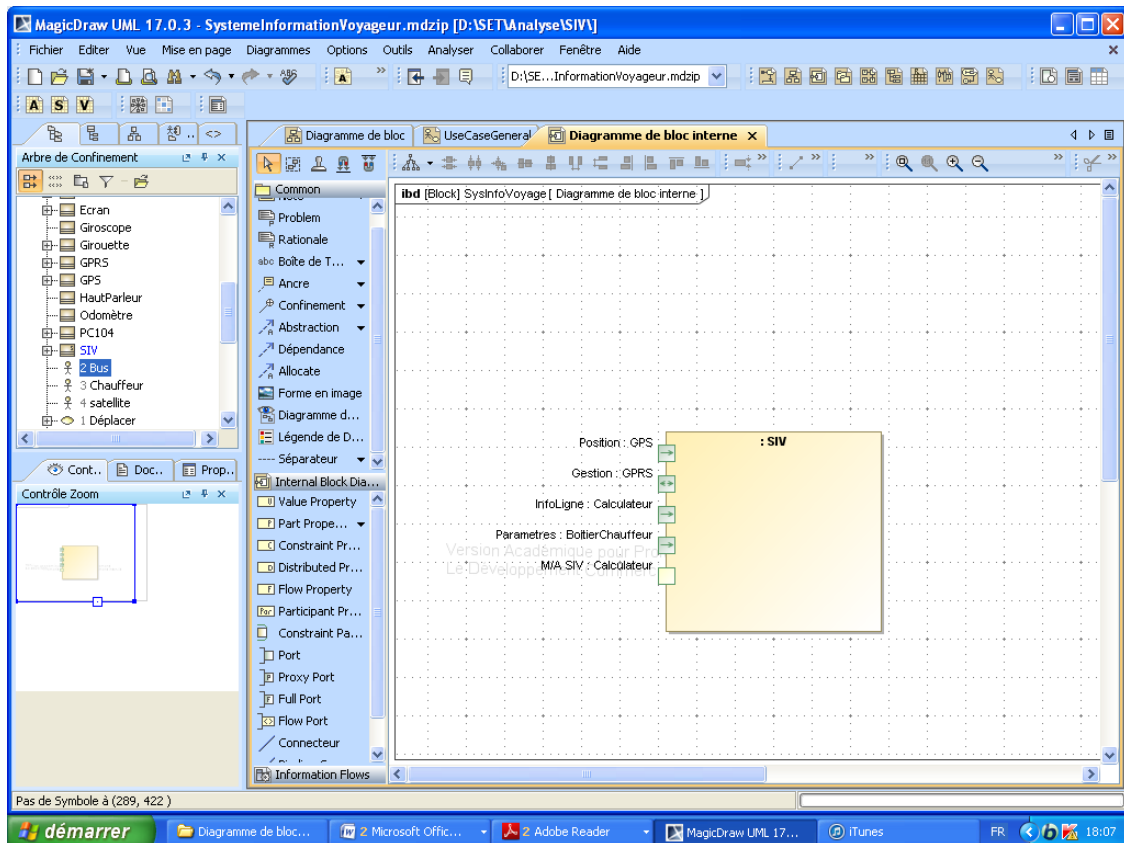 MagicDraw UML 17.0.3 - SystemeInformationVoyageur.mdzip [D:\SET\Analyse\SIV\]
Fichier Editer Vue Mise en page Diagrammes Options Outils Analyser Collaborer Fenêtre Aide
D:\SE...InformationVoyageur.mdzip
A S V
Diagramme de bloc UseCaseGeneral Diagramme de bloc interne
Arbre de Confinement
Ecran
Giroscope
Girouette
GPRS
GPS
HautParleur
Odomètre
PC104
SIV
2 Bus
3 Chauffeur
4 satellite
1 Déplacer
Cont.. Doc.. Prop..
Contrôle Zoom
Common
Problem
Rationale
abc Boîte de T...
Ancre
Confinement
Abstraction
Dépendance
Allocate
Forme en image
Diagramme d...
Légende de D...
Séparateur
Internal Block Dia...
Value Property
Part Prope...
Constraint Pr...
Distributed Pr...
Flow Property
Participant Pr...
Constraint Pa...
Port
Proxy Port
Full Port
Flow Port
Connecteur
Information Flows
ibd [Block] SysInfoVoyage [ Diagramme de bloc interne ]
: SIV
Position : GPS
Gestion : GPRS
InfoLigne : Calculateur
Parametres : BoitierChauffeur
Version Académique pour Pro
M/A SIV : Calculateur
Le Développement Commerc
Pas de Symbole à (289, 422 )
démarrer Diagramme de bloc... 2 Microsoft Offic... 2 Adobe Reader MagicDraw UML 17.... iTunes FR 18:07